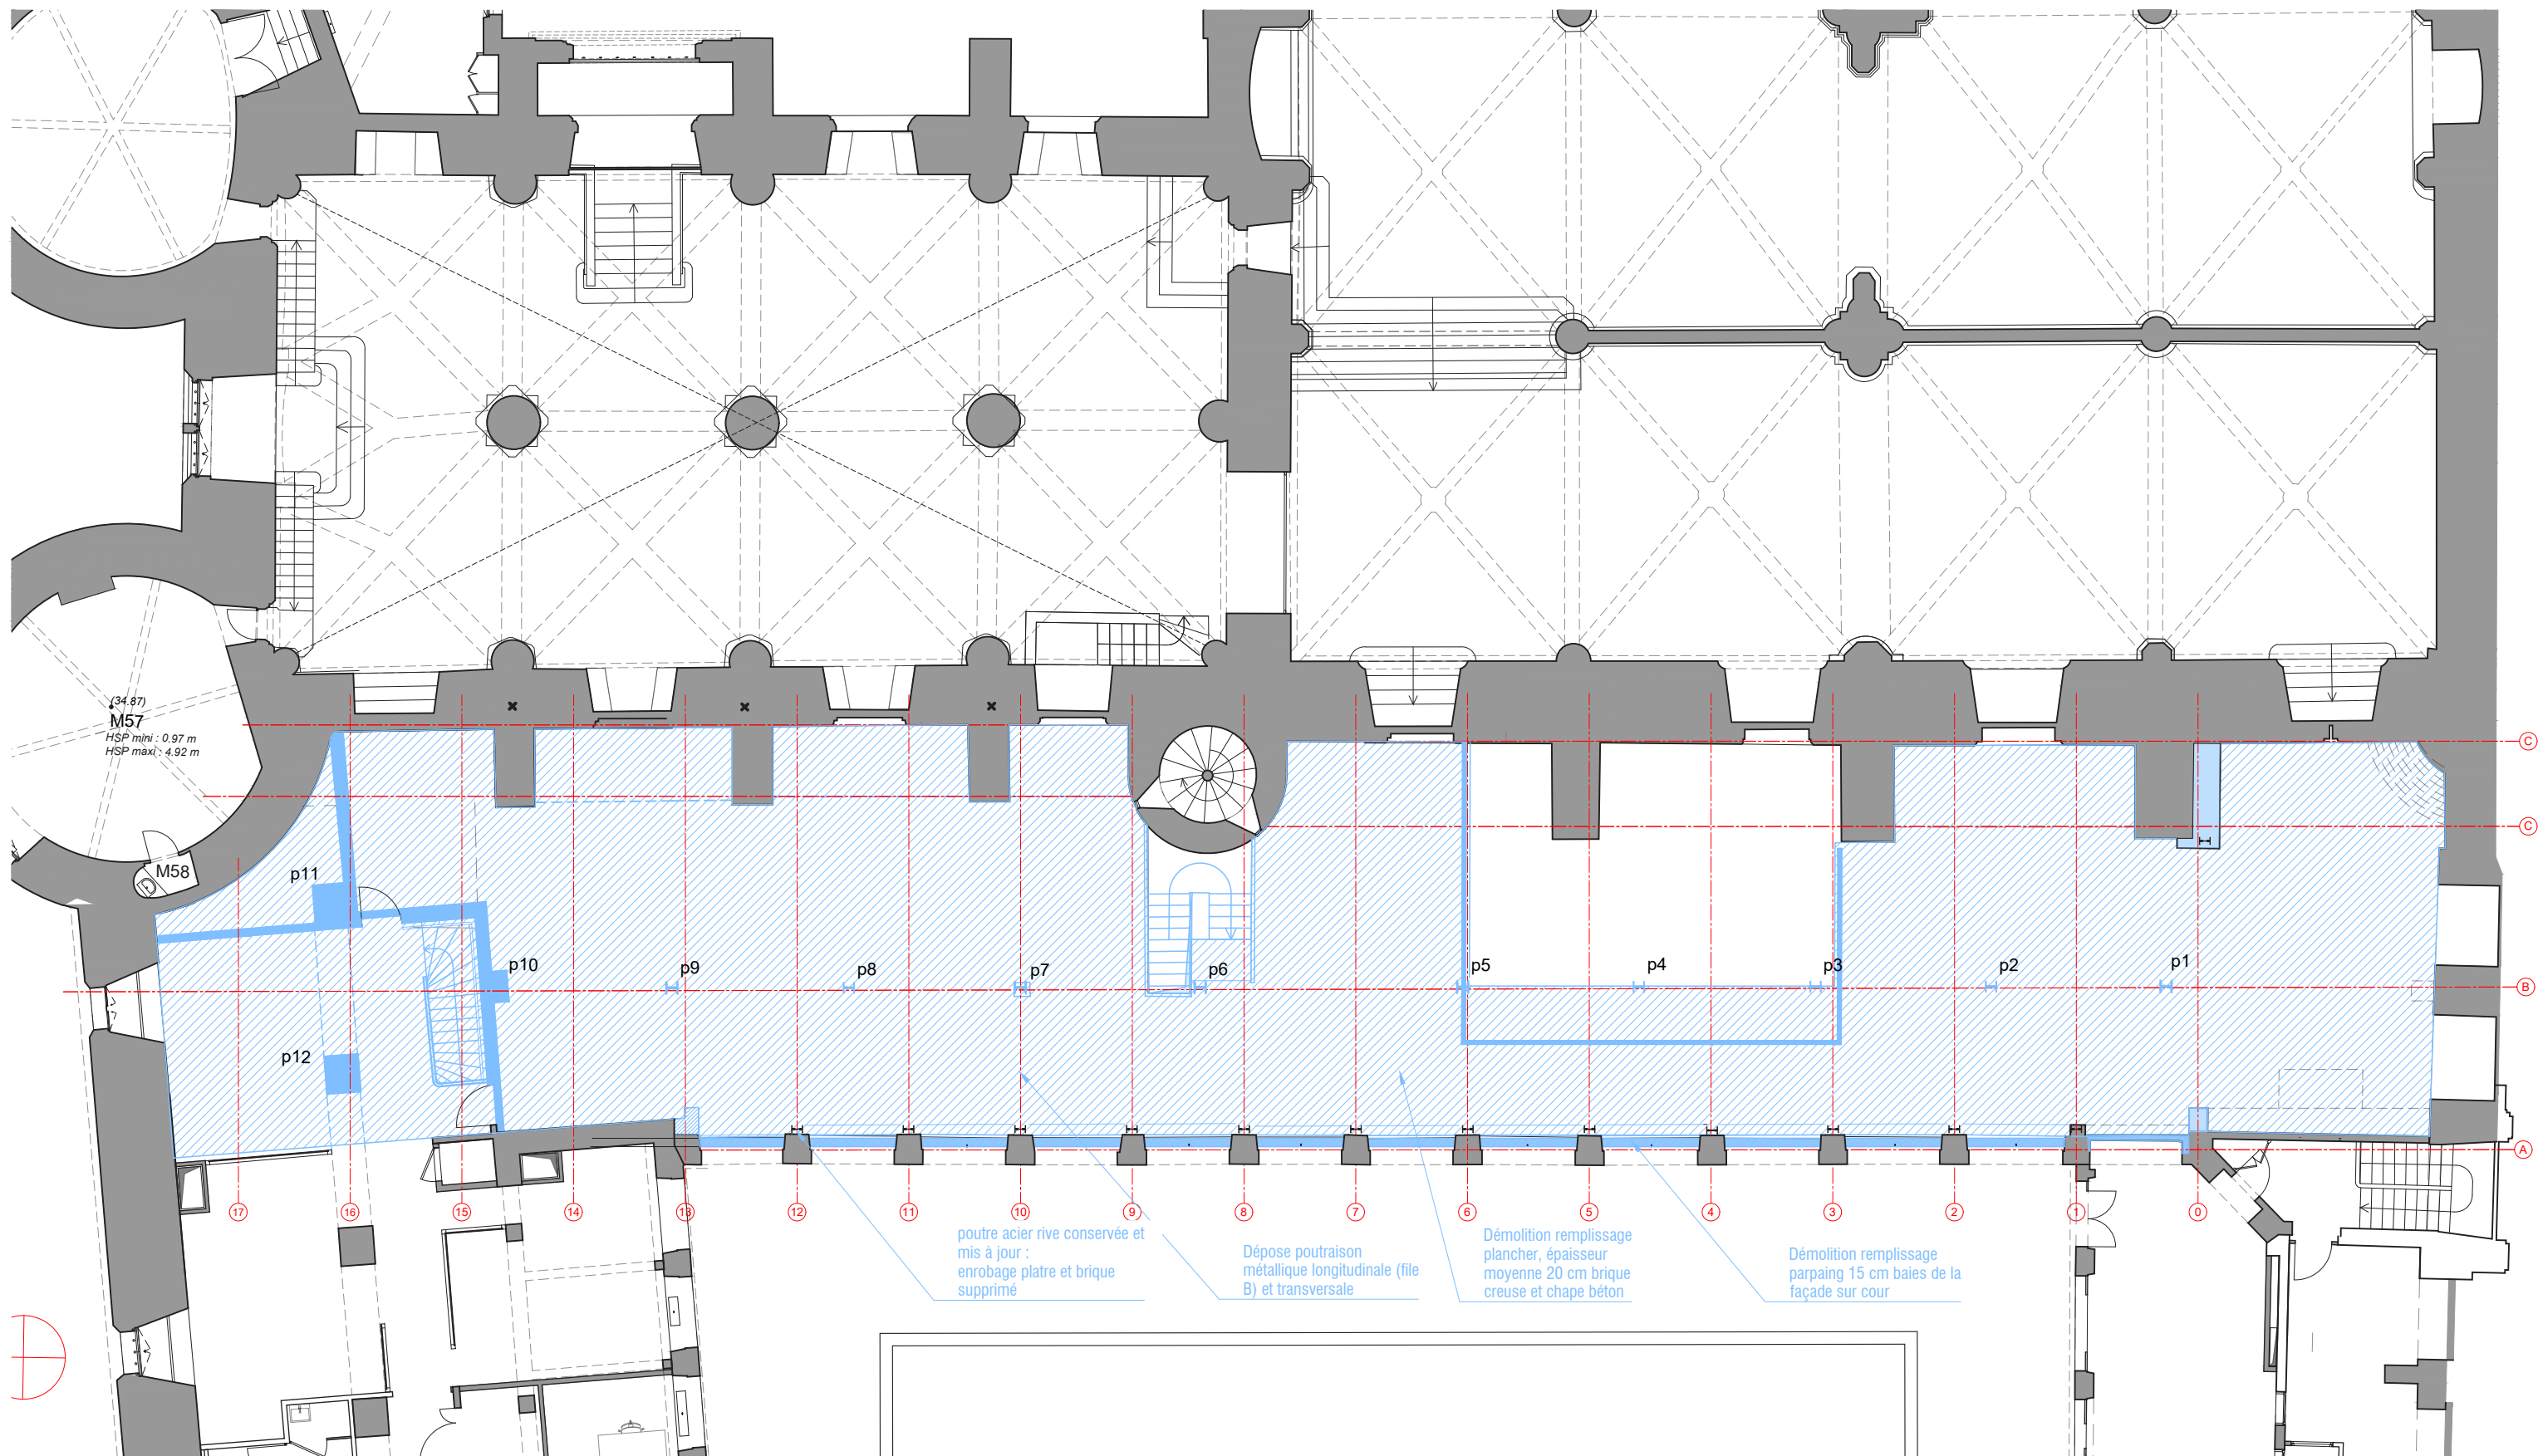 (34.87)
M57
HSP mini : 0.97 m
HSP maxi : 4.92 m
C
C
M58
p11
p10
p9
p8
p7
p6
p5
p4
p3
p2
p1
B
p12
A
17
16
15
14
13
12
11
10
9
8
7
6
5
4
3
2
1
0
poutre acier rive conservée et
mis à jour :
enrobage platre et brique
supprimé
Dépose poutraison
métallique longitudinale (file
B) et transversale
Démolition remplissage
plancher, épaisseur
moyenne 20 cm brique
creuse et chape béton
Démolition remplissage
parpaing 15 cm baies de la
façade sur cour